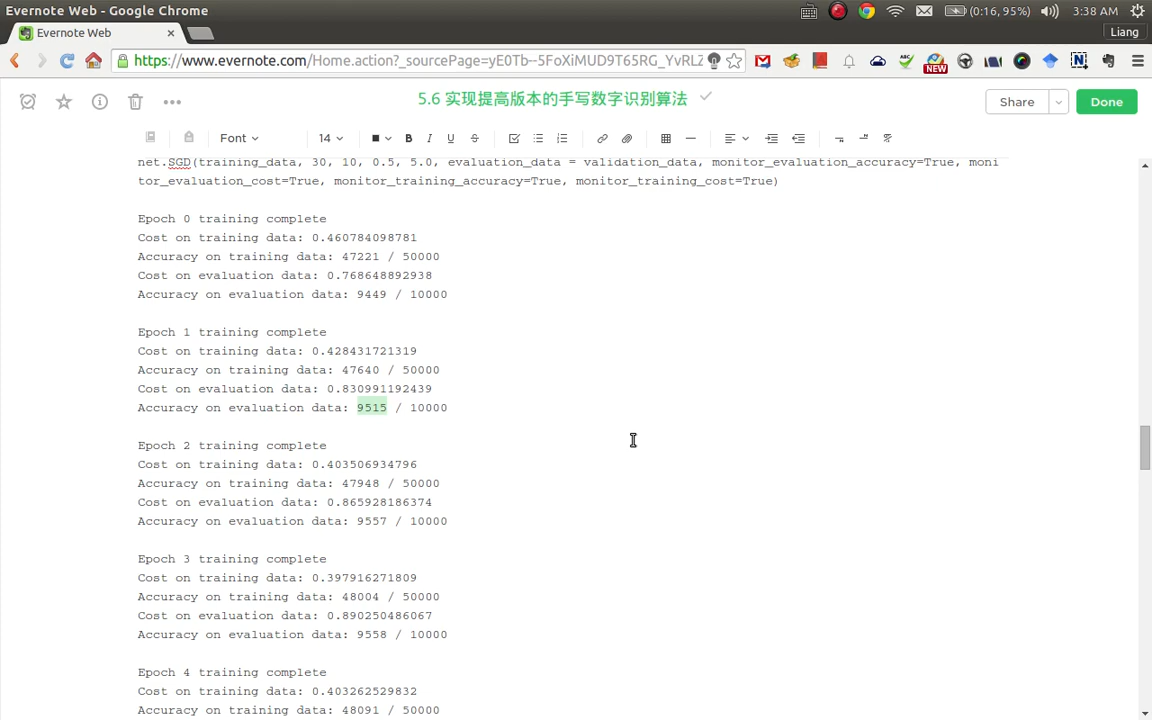 Evernote Web - Google Chrome
(0:16, 95%)
3:38 AM
Evernote Web
Liang
https://www.evernote.com/Home.action?_sourcePage=yE0Tb--5FoXiMUD9T65RG_YvRLZ
NEW
5.6 实现提高版本的手写数字识别算法
Share
Done
Font
14
B
I
U
S
net.SGD(training_data, 30, 10, 0.5, 5.0, evaluation_data = validation_data, monitor_evaluation_accuracy=True, moni
tor_evaluation_cost=True, monitor_training_accuracy=True, monitor_training_cost=True)
Epoch 0 training complete
Cost on training data: 0.460784098781
Accuracy on training data: 47221 / 50000
Cost on evaluation data: 0.768648892938
Accuracy on evaluation data: 9449 / 10000
Epoch 1 training complete
Cost on training data: 0.428431721319
Accuracy on training data: 47640 / 50000
Cost on evaluation data: 0.830991192439
Accuracy on evaluation data: 9515 / 10000
Epoch 2 training complete
Cost on training data: 0.403506934796
Accuracy on training data: 47948 / 50000
Cost on evaluation data: 0.865928186374
Accuracy on evaluation data: 9557 / 10000
Epoch 3 training complete
Cost on training data: 0.397916271809
Accuracy on training data: 48004 / 50000
Cost on evaluation data: 0.890250486067
Accuracy on evaluation data: 9558 / 10000
Epoch 4 training complete
Cost on training data: 0.403262529832
Accuracy on training data: 48091 / 50000